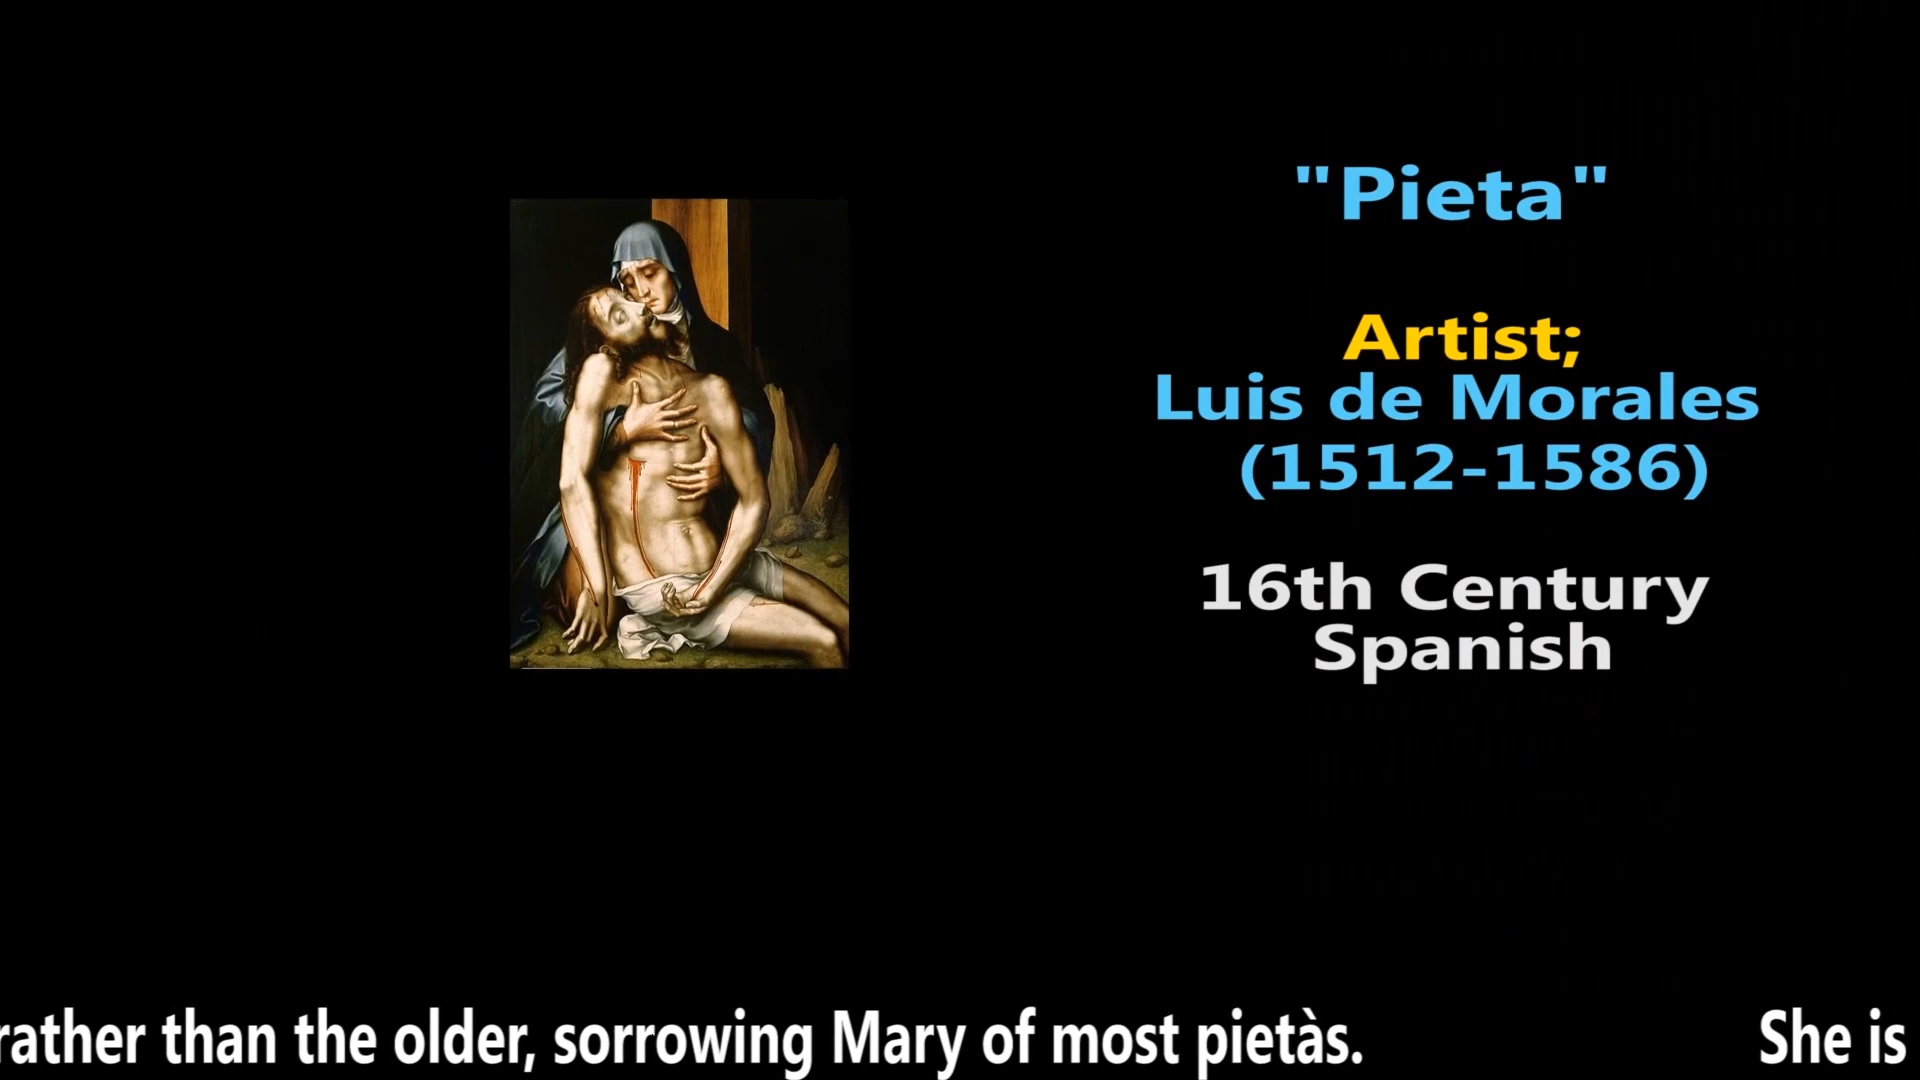 "Pieta"
Artist;
Luis de Morales
(1512-1586)
16th Century
Spanish
rather than the older, sorrowing Mary of most pietàs. She is